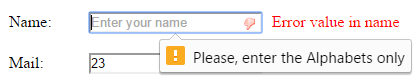 Name: Enter your name Error value in name
Please, enter the Alphabets only
Mail: 23